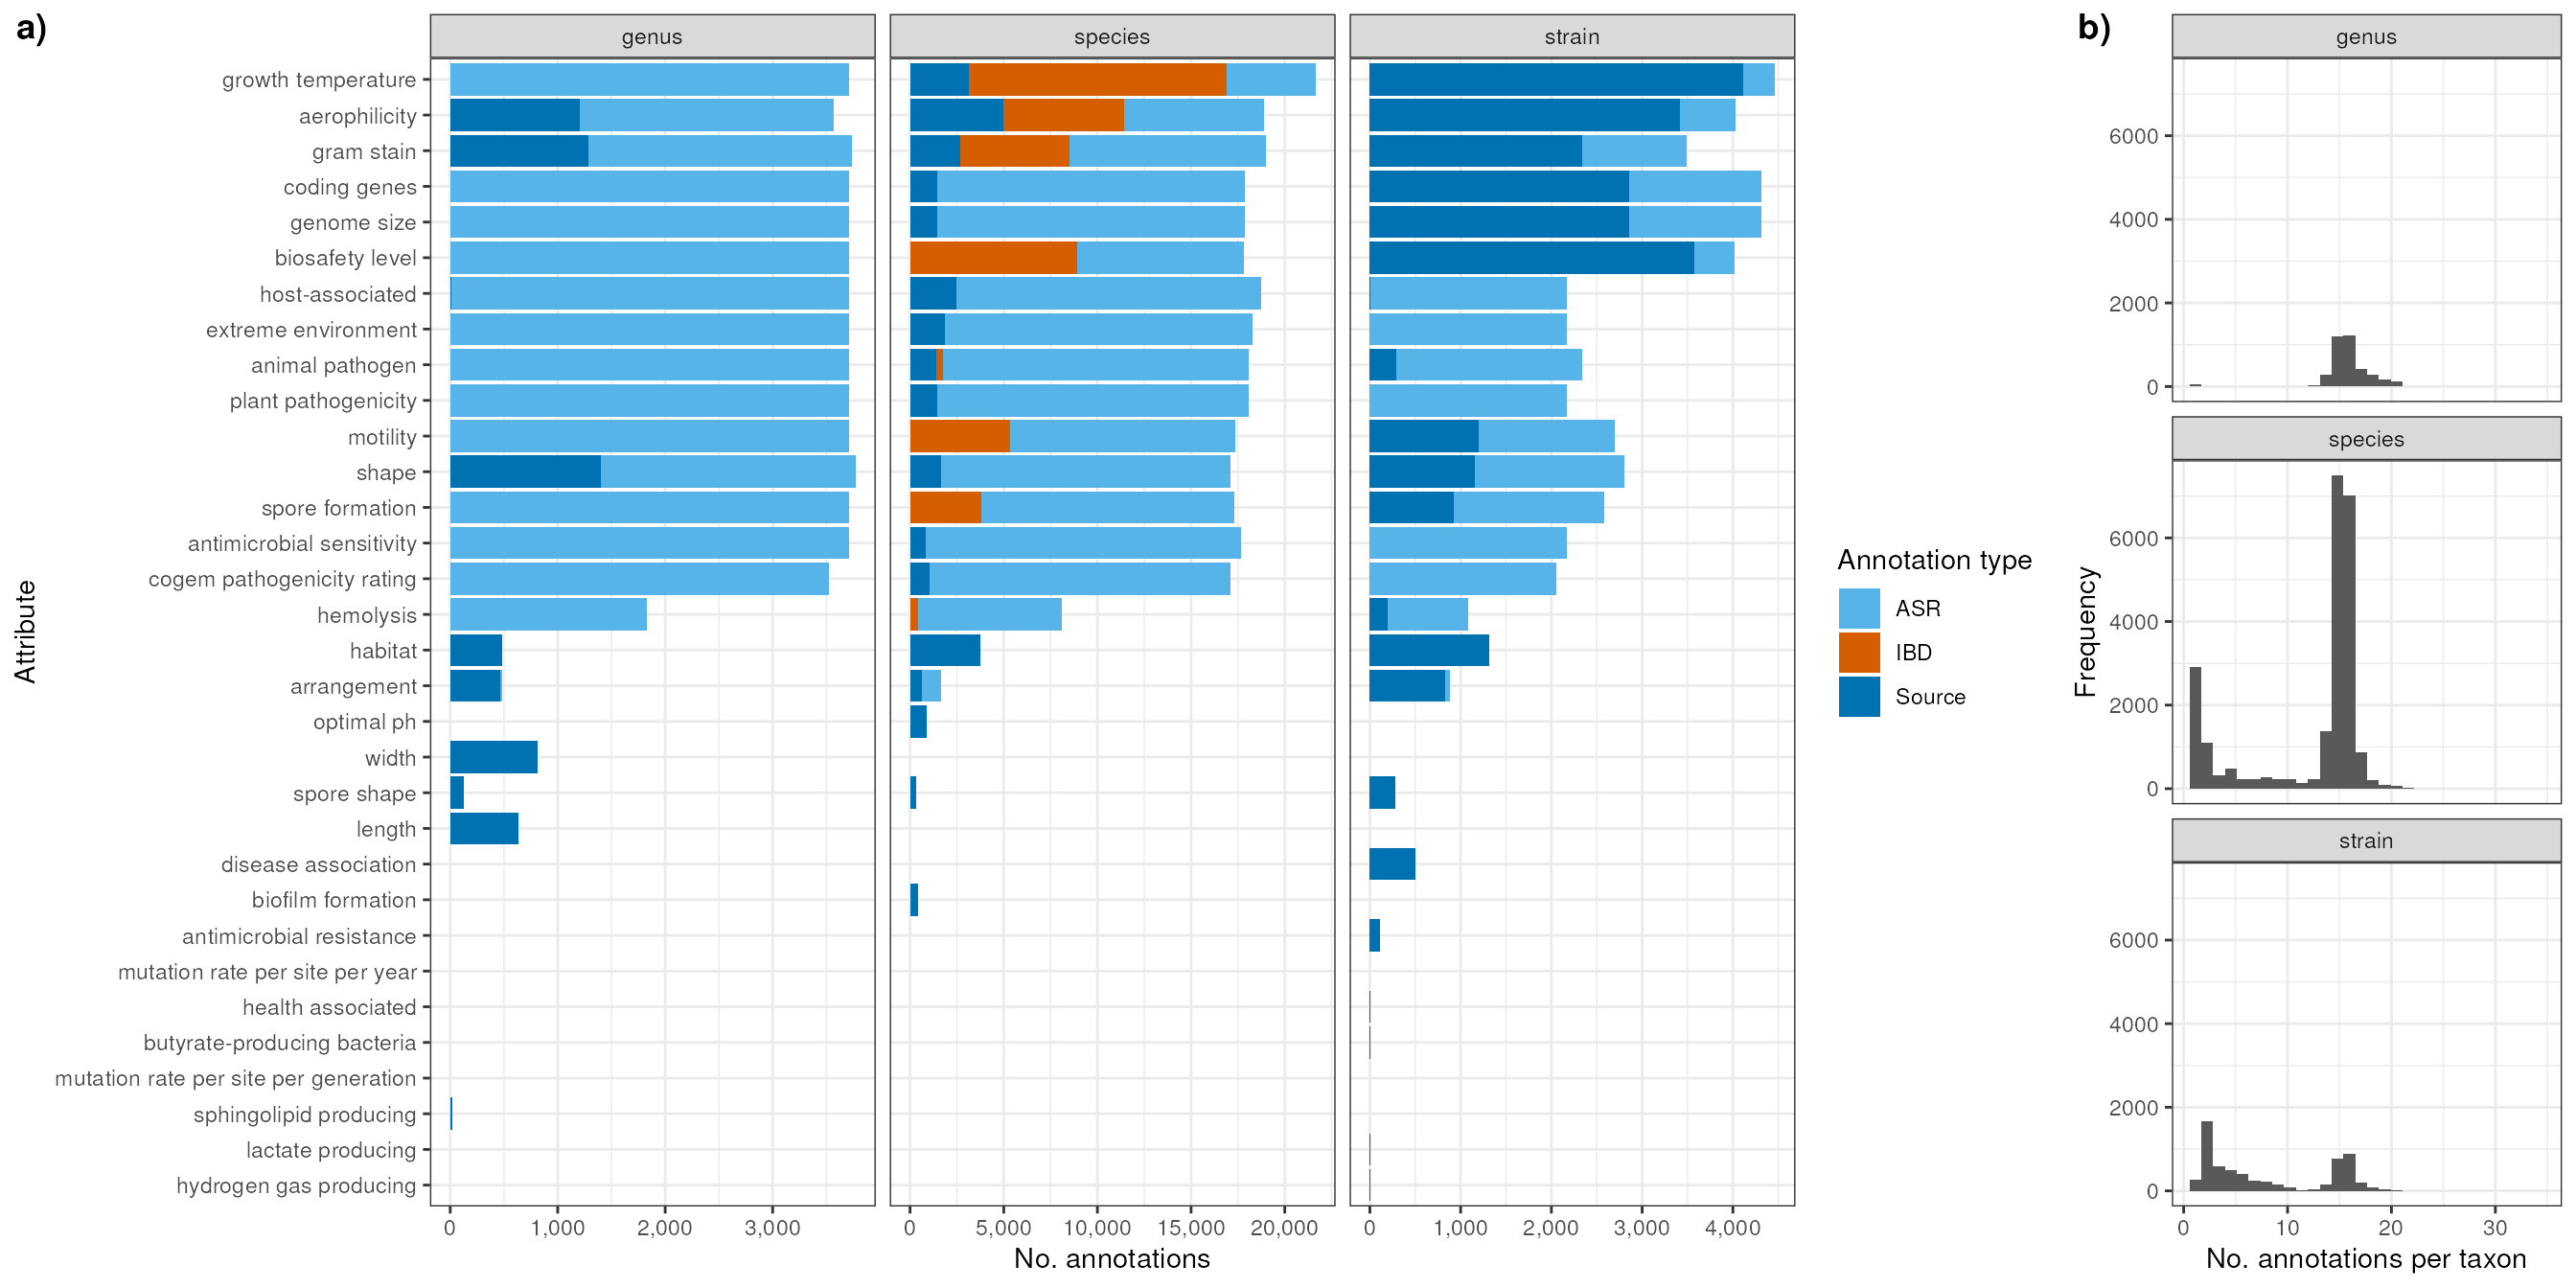 a)
genus
species
strain
growth temperature
aerophilicity
gram stain
coding genes
genome size
biosafety level
host-associated
extreme environment
animal pathogen
plant pathogenicity
motility
shape
spore formation
antimicrobial sensitivity
cogem pathogenicity rating
hemolysis
habitat
arrangement
optimal ph
width
spore shape
length
disease association
biofilm formation
antimicrobial resistance
mutation rate per site per year
health associated
butyrate-producing bacteria
mutation rate per site per generation
sphingolipid producing
lactate producing
hydrogen gas producing
Attribute
0 1,000 2,000 3,000
0 5,000 10,000 15,000 20,000
0 1,000 2,000 3,000 4,000
No. annotations
Annotation type
ASR
IBD
Source
b)
genus
6000
4000
2000
0
species
6000
4000
2000
0
strain
6000
4000
2000
0
Frequency
0 10 20 30
No. annotations per taxon